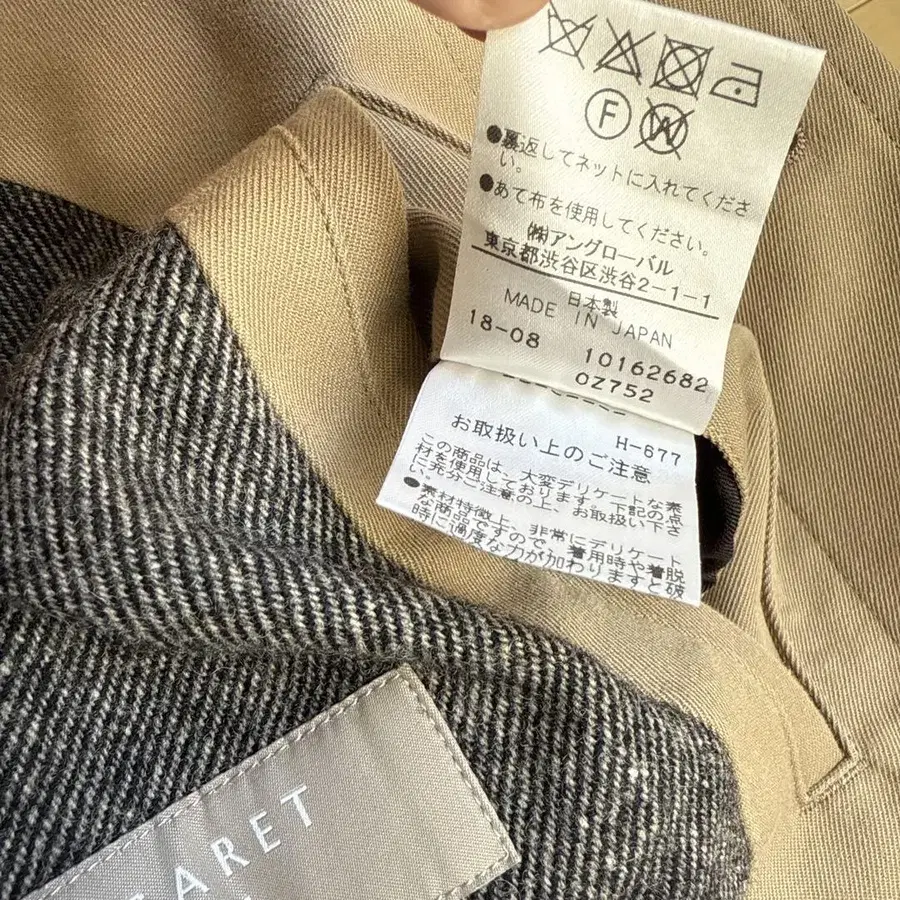 F W
●裏返してネットに入れてくださ
い。
●あて布を使用してください。
㈱アングローバル
東京都渋谷区渋谷2-1-1
日本製
MADE IN JAPAN
18-08 10162682
OZ752
H-677
お取扱い上のご注意
この商品は、大変デリケートな素
材を使用しております。下記の点
に充分ご注意の上、お取扱い下さ
い。
●素材特徴上、非常にデリケート
な商品ですので、着用時や着脱
時に過度な力が加わりますと破
GARET